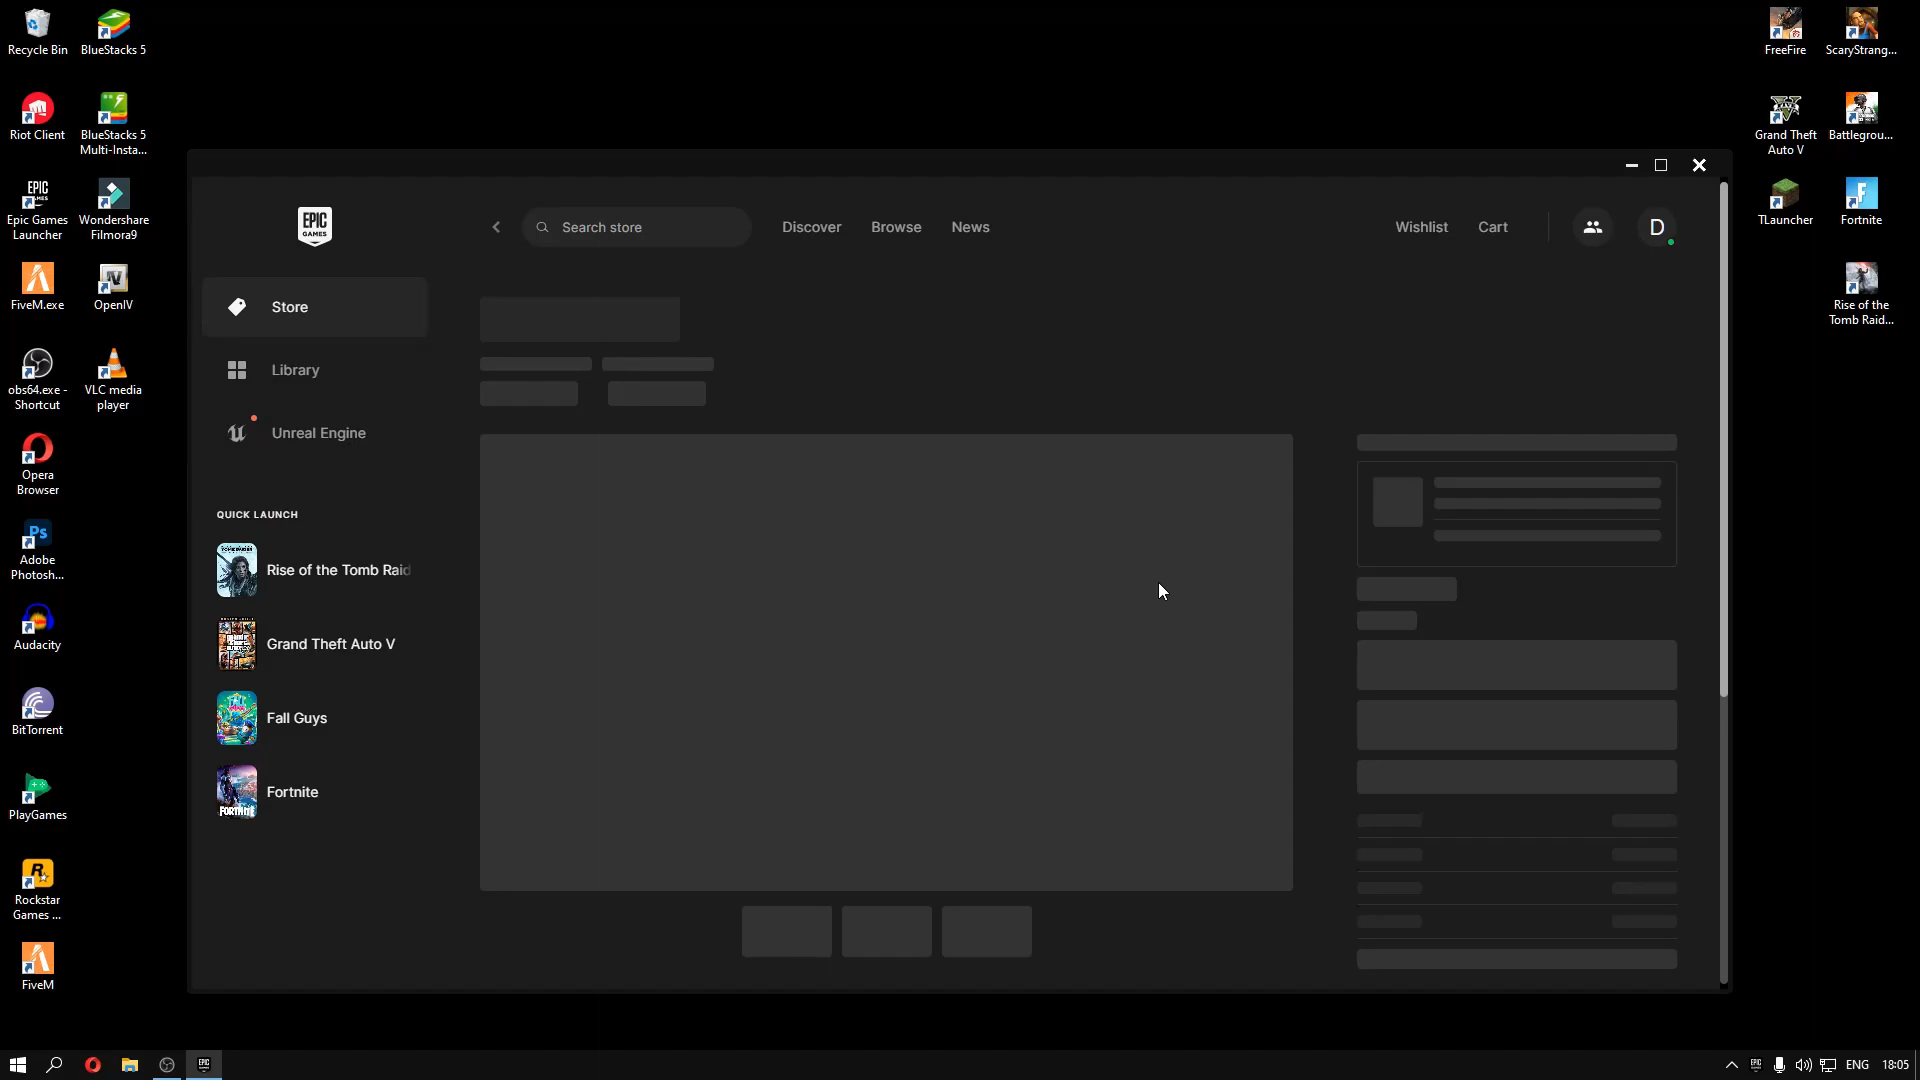 Recycle Bin
BlueStacks 5
Riot Client
BlueStacks 5
Multi-Insta...
EPIC
Epic Games
Launcher
Wondershare
Filmora9
FiveM.exe
OpenIV
obs64.exe -
Shortcut
VLC media
player
Opera
Browser
Ps
Adobe
Photosh...
Audacity
BitTorrent
PlayGames
Rockstar
Games ...
FiveM
FreeFire
ScaryStrang...
Grand Theft
Auto V
Battlegrou...
TLauncher
Fortnite
Rise of the
Tomb Raid...
EPIC
GAMES
Search store
Discover
Browse
News
Wishlist
Cart
D
Store
Library
Unreal Engine
QUICK LAUNCH
Rise of the Tomb Raid
Grand Theft Auto V
Fall Guys
FORTNITE
Fortnite
EPIC
ENG
18:05